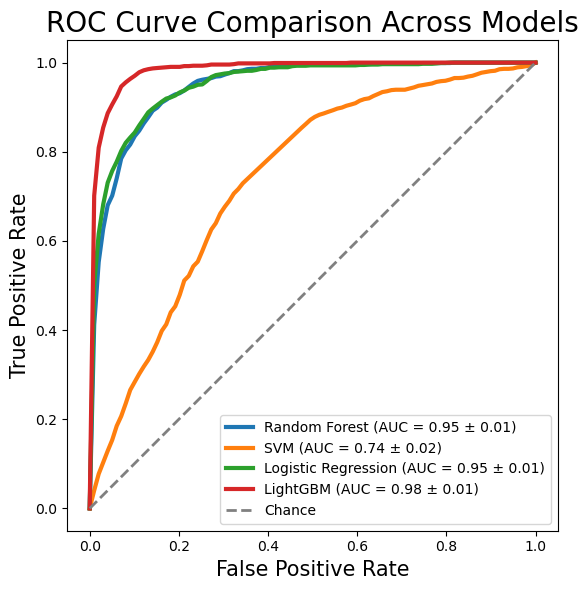 ROC Curve Comparison Across Models
True Positive Rate
1.0
0.8
0.6
0.4
0.2
0.0
Random Forest (AUC = 0.95 ± 0.01)
SVM (AUC = 0.74 ± 0.02)
Logistic Regression (AUC = 0.95 ± 0.01)
LightGBM (AUC = 0.98 ± 0.01)
Chance
0.0 0.2 0.4 0.6 0.8 1.0
False Positive Rate